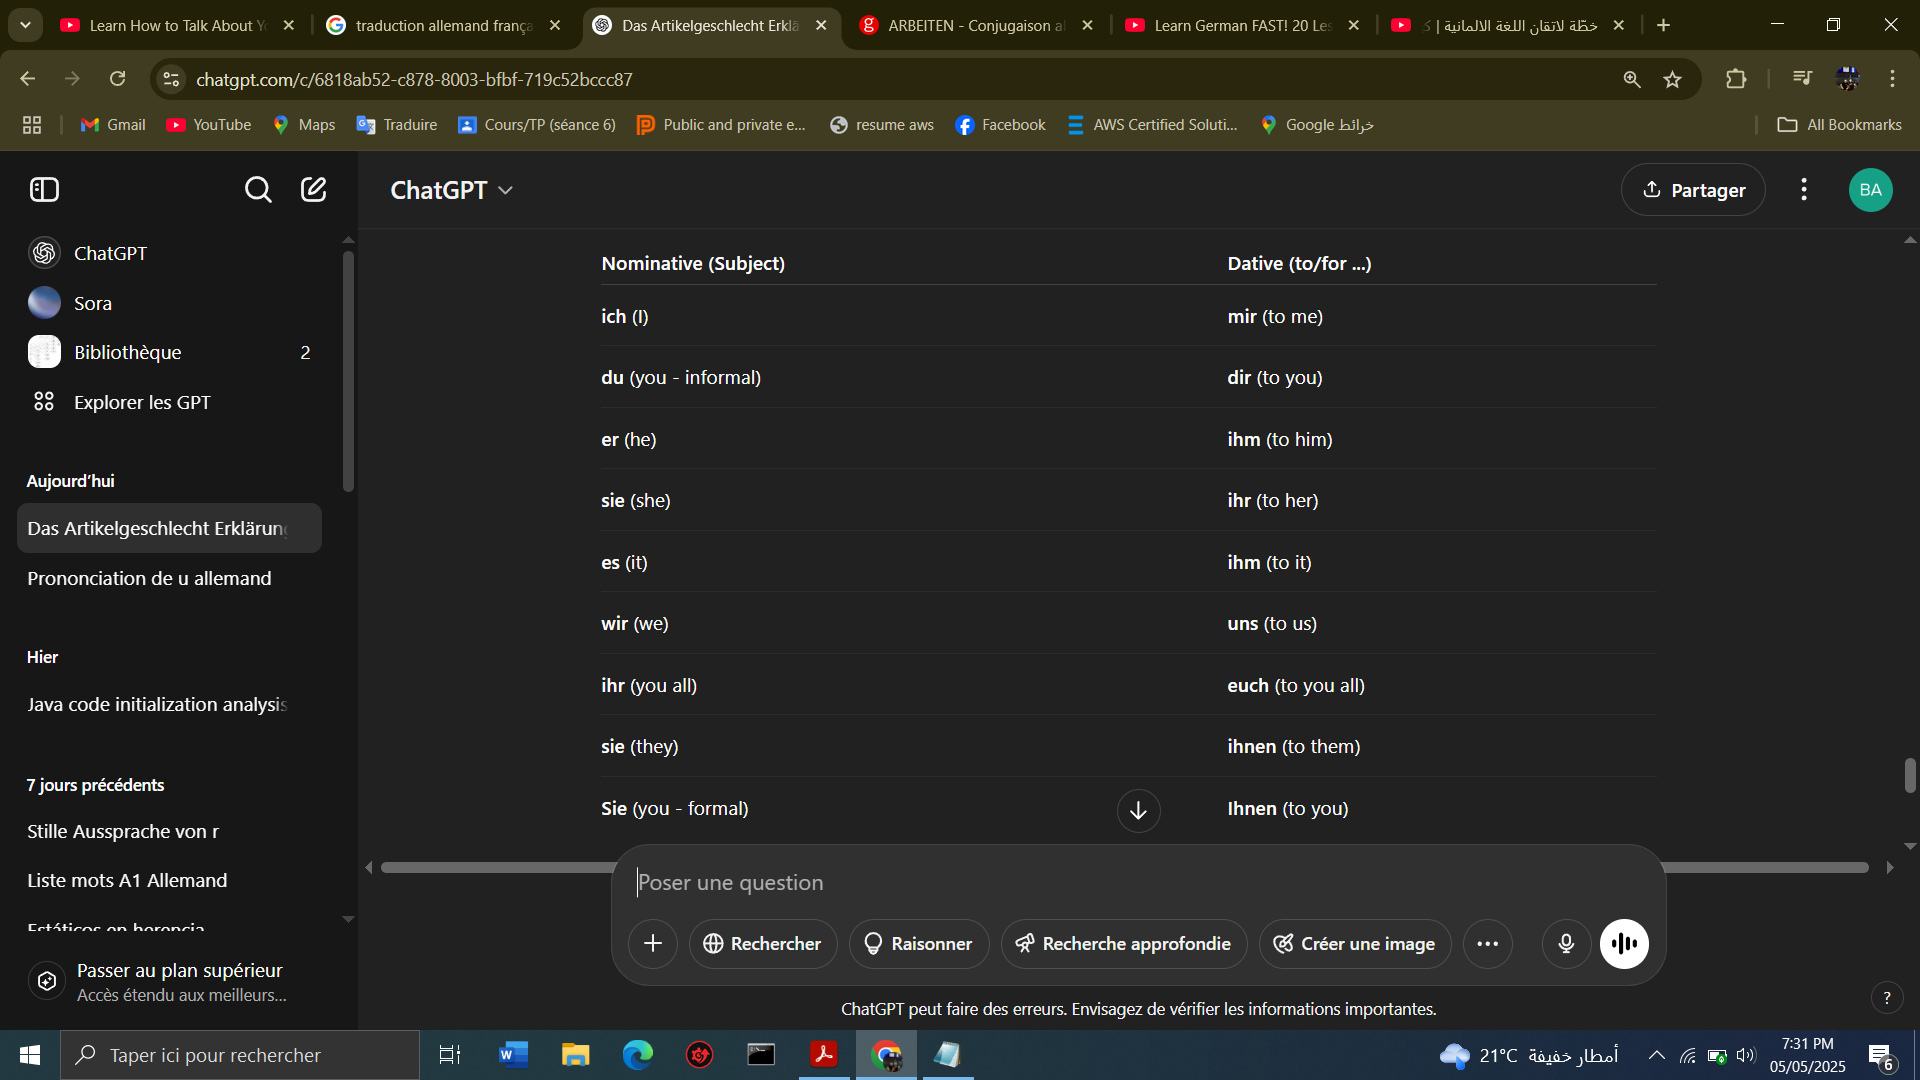 Learn How to Talk About Y
traduction allemand frança
Das Artikelgeschlecht Erklä
ARBEITEN - Conjugaison al
Learn German FAST! 20 Les
خطّة لاتقان اللغة الالمانية |
chatgpt.com/c/6818ab52-c878-8003-bfbf-719c52bccc87
Gmail
YouTube
Maps
Traduire
Cours/TP (séance 6)
Public and private e...
resume aws
Facebook
AWS Certified Soluti...
خرائط Google
All Bookmarks
ChatGPT
Partager
BA
ChatGPT
Sora
Bibliothèque 2
Explorer les GPT
Aujourd’hui
Das Artikelgeschlecht Erklärung
Prononciation de u allemand
Hier
Java code initialization analysis
7 jours précédents
Stille Aussprache von r
Liste mots A1 Allemand
Estáticos en herencia
Passer au plan supérieur
Accès étendu aux meilleurs...
Nominative (Subject) Dative (to/for ...)
ich (I) mir (to me)
du (you - informal) dir (to you)
er (he) ihm (to him)
sie (she) ihr (to her)
es (it) ihm (to it)
wir (we) uns (to us)
ihr (you all) euch (to you all)
sie (they) ihnen (to them)
Sie (you - formal) Ihnen (to you)
Poser une question
Rechercher
Raisonner
Recherche approfondie
Créer une image
ChatGPT peut faire des erreurs. Envisagez de vérifier les informations importantes.
?
Taper ici pour rechercher
21°C أمطار خفيفة
7:31 PM
05/05/2025
6